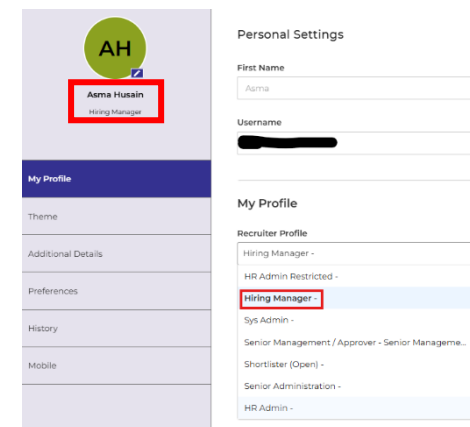 AH
Asma Husain
Hiring Manager
My Profile
Theme
Additional Details
Preferences
History
Mobile
Personal Settings
First Name
Asma
Username
My Profile
Recruiter Profile
Hiring Manager -
HR Admin Restricted -
Hiring Manager -
Sys Admin -
Senior Management / Approver - Senior Manageme...
Shortlister (Open) -
Senior Administration -
HR Admin -